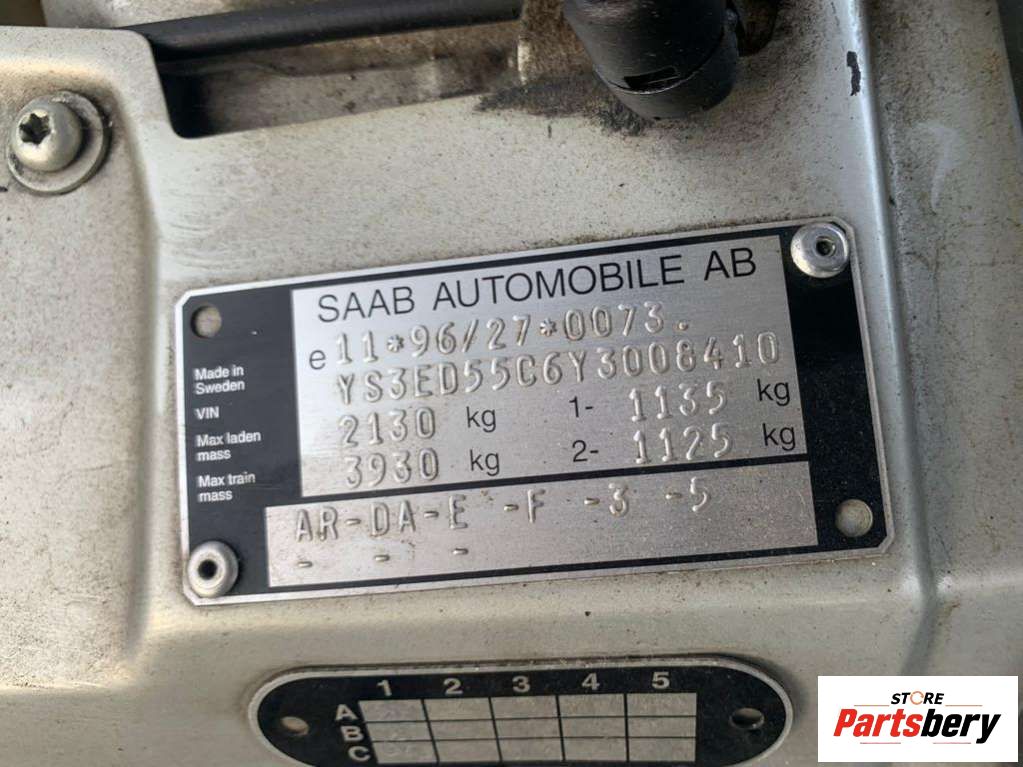 SAAB AUTOMOBILE AB
e 11*96/27*0073.
Made in
Sweden
VIN YS3ED55C6Y3008410
Max laden
mass 2130 kg 1- 1135 kg
Max train
mass 3930 kg 2- 1125 kg
AR-DA-E -F -3 -5
- - -
1 2 3 4 5
A
B
C
STORE
Partsbery